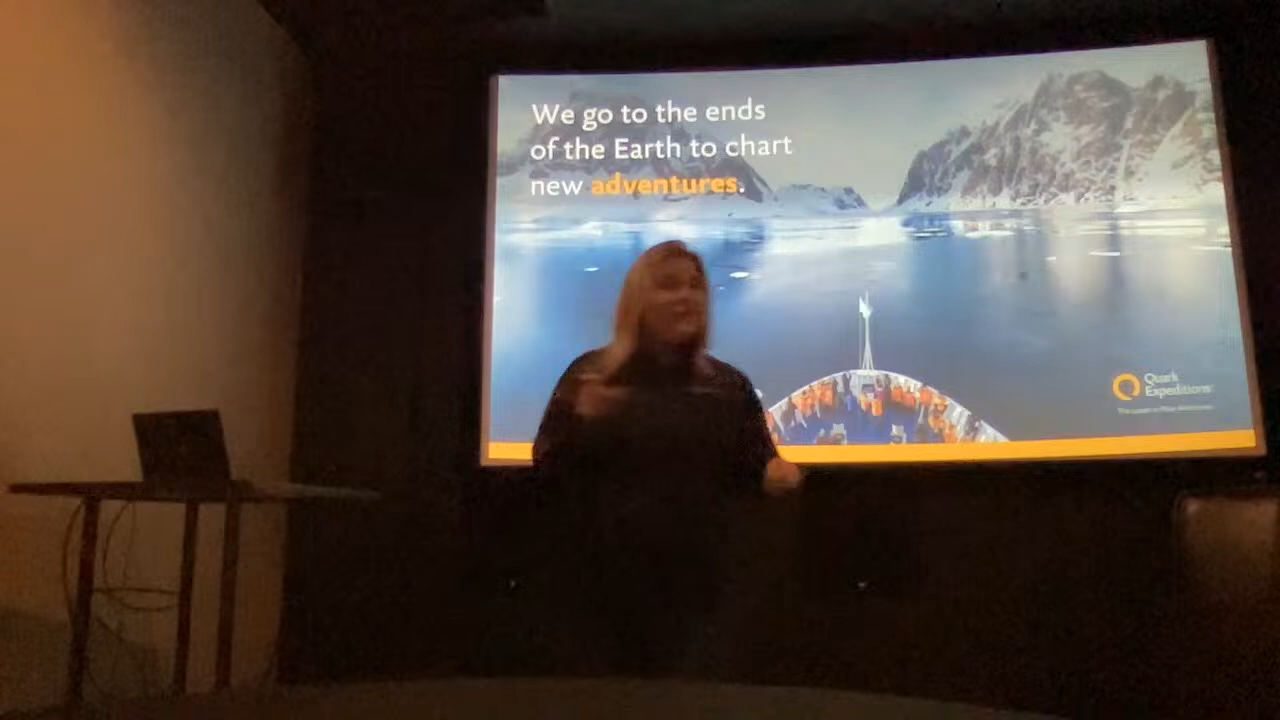 We go to the ends
of the Earth to chart
new adventures.
Quark
Expeditions